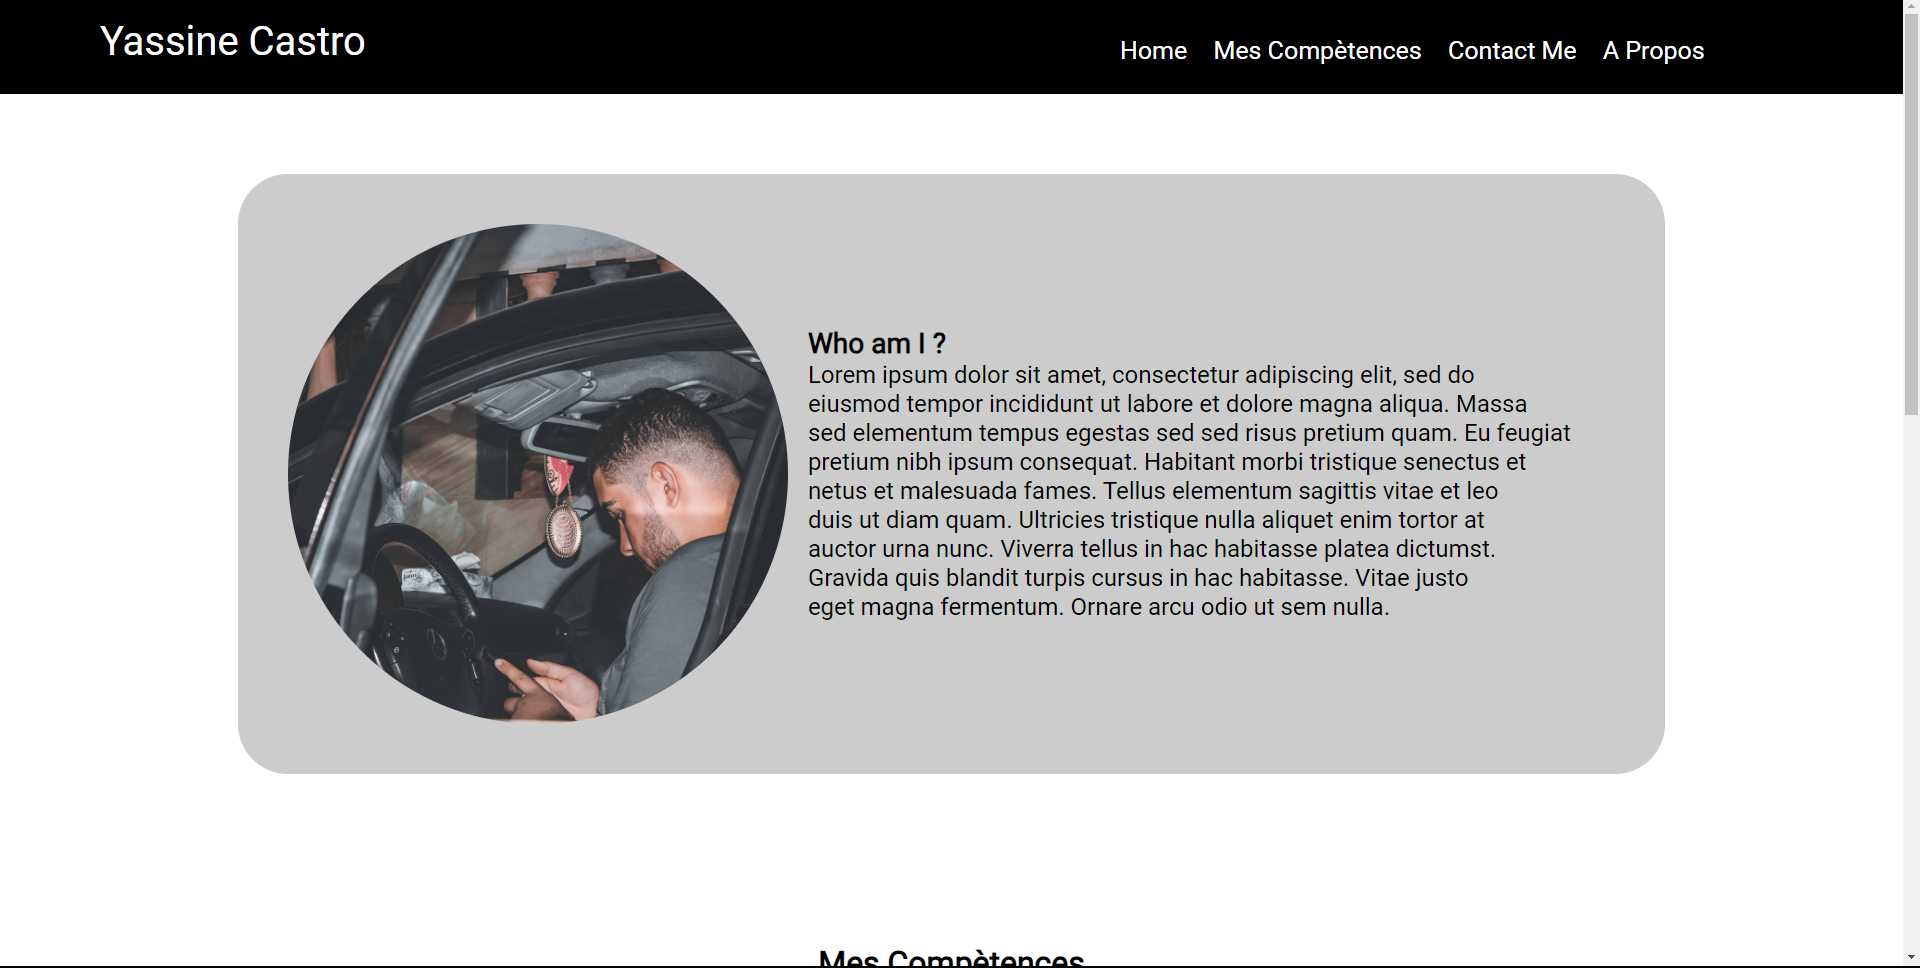 Yassine Castro
Home Mes Compètences Contact Me A Propos
Who am I ?
Lorem ipsum dolor sit amet, consectetur adipiscing elit, sed do
eiusmod tempor incididunt ut labore et dolore magna aliqua. Massa
sed elementum tempus egestas sed sed risus pretium quam. Eu feugiat
pretium nibh ipsum consequat. Habitant morbi tristique senectus et
netus et malesuada fames. Tellus elementum sagittis vitae et leo
duis ut diam quam. Ultricies tristique nulla aliquet enim tortor at
auctor urna nunc. Viverra tellus in hac habitasse platea dictumst.
Gravida quis blandit turpis cursus in hac habitasse. Vitae justo
eget magna fermentum. Ornare arcu odio ut sem nulla.
Mes Compètences